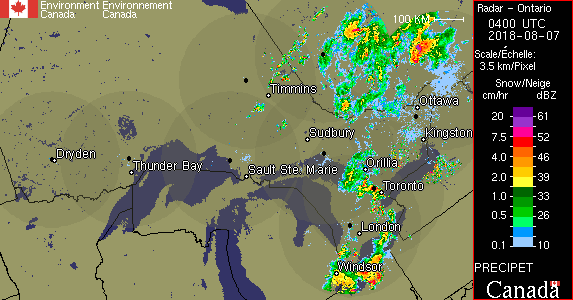 Environment Environnement
Canada Canada
100 KM
Radar - Ontario
0400 UTC
2018-08-07
Scale/Échelle:
3.5 km/Pixel
Snow/Neige
cm/hr dBZ
20 61
7.5 52
4.0 46
2.0 39
1.0 33
0.5 26
0.1 10
PRECIPET
Canada
Timmins
Ottawa
Sudbury
Kingston
Dryden
Thunder Bay
Sault Ste. Marie
Orillia
Toronto
London
Windsor